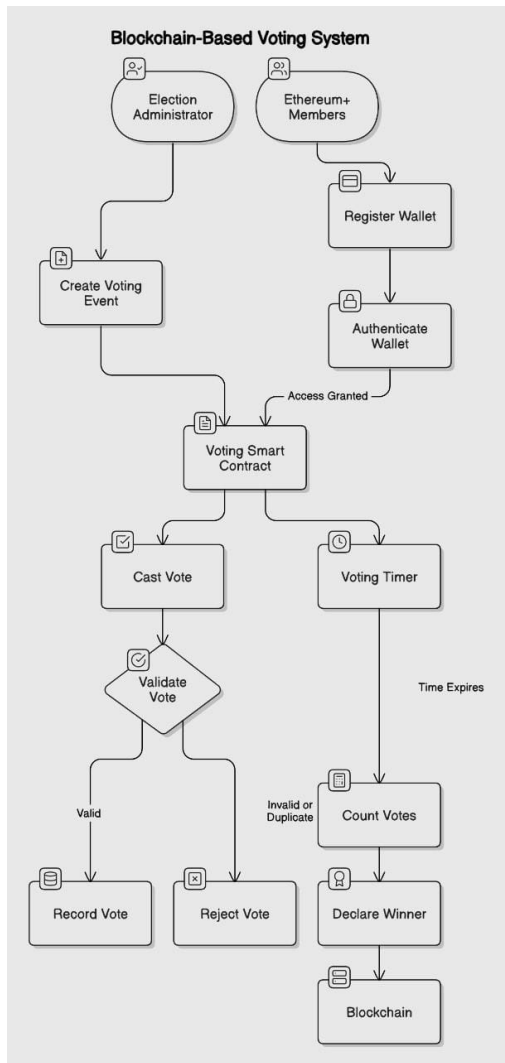 Blockchain-Based Voting System
Election
Administrator
Ethereum+
Members
Register Wallet
Create Voting
Event
Authenticate
Wallet
Access Granted
Voting Smart
Contract
Cast Vote
Voting Timer
Validate
Vote
Time Expires
Valid
Invalid or
Duplicate
Count Votes
Record Vote
Reject Vote
Declare Winner
Blockchain